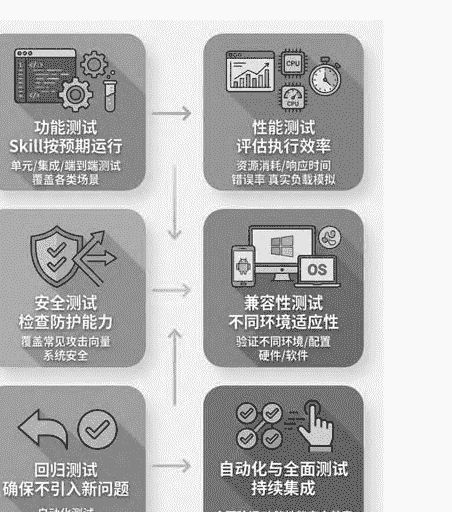 功能测试
Skill按预期运行
单元/集成/端到端测试
覆盖各类场景
CPU
CPU
性能测试
评估执行效率
资源消耗/响应时间
错误率 真实负载模拟
安全测试
检查防护能力
覆盖常见攻击向量
系统安全
OS
兼容性测试
不同环境适应性
验证不同环境/配置
硬件/软件
回归测试
确保不引入新问题
自动化测试
自动化与全面测试
持续集成